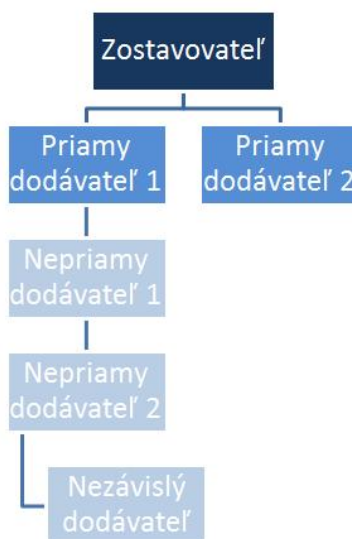 Zostavovateľ
Priamy
dodávateľ 1
Priamy
dodávateľ 2
Nepriamy
dodávateľ 1
Nepriamy
dodávateľ 2
Nezávislý
dodávateľ